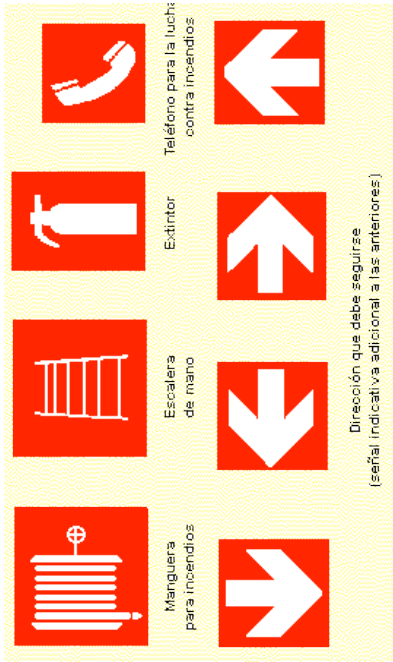 Manguera
para incendios
Escalera
de mano
Extintor
Teléfono para la lucha
contra incendios
Dirección que debe seguirse
(señal indicativa adicional a las anteriores)